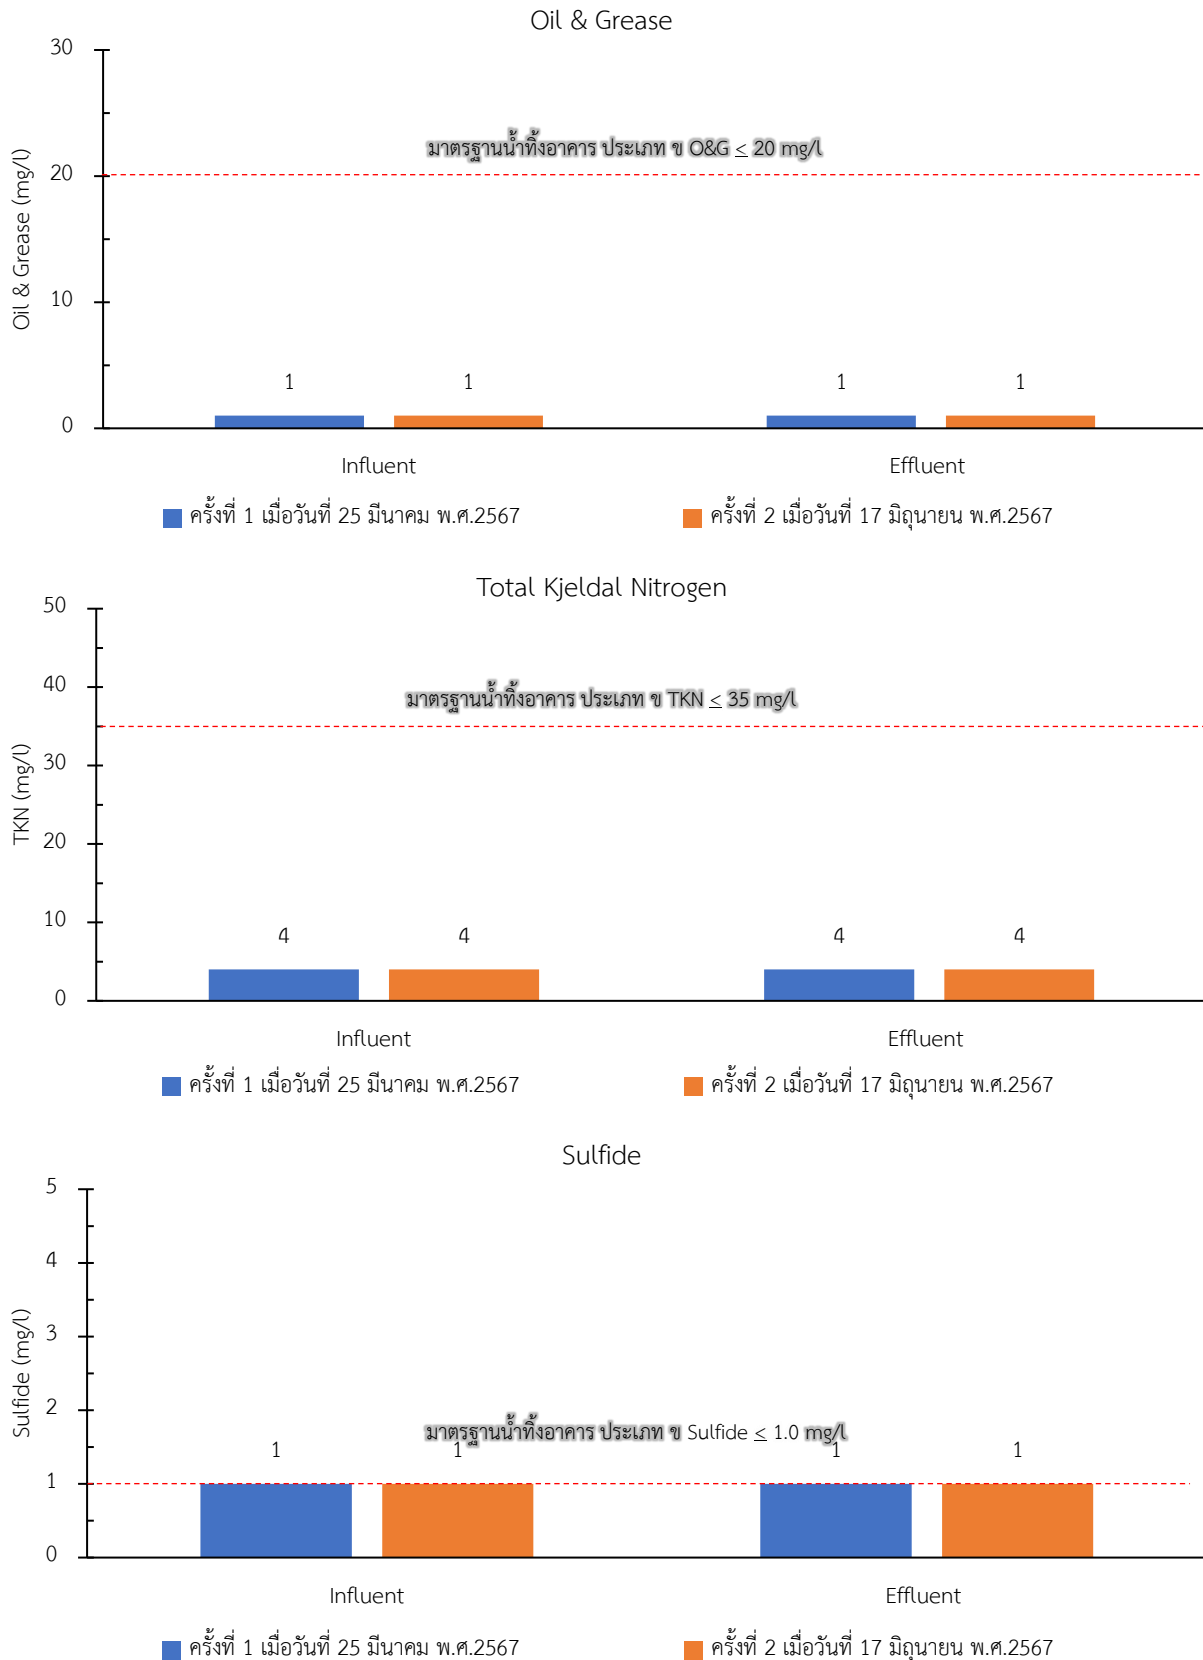 Oil & Grease
30
มาตรฐานน้ำทิ้งอาคาร ประเภท ข O&G ≤ 20 mg/l
20
Oil & Grease (mg/l)
10
1 1 1 1
0
Influent Effluent
ครั้งที่ 1 เมื่อวันที่ 25 มีนาคม พ.ศ.2567 ครั้งที่ 2 เมื่อวันที่ 17 มิถุนายน พ.ศ.2567
Total Kjeldal Nitrogen
50
40
มาตรฐานน้ำทิ้งอาคาร ประเภท ข TKN ≤ 35 mg/l
30
TKN (mg/l)
20
10
4 4 4 4
0
Influent Effluent
ครั้งที่ 1 เมื่อวันที่ 25 มีนาคม พ.ศ.2567 ครั้งที่ 2 เมื่อวันที่ 17 มิถุนายน พ.ศ.2567
Sulfide
5
4
3
Sulfide (mg/l)
2
มาตรฐานน้ำทิ้งอาคาร ประเภท ข Sulfide ≤ 1.0 mg/l
1 1 1 1
1
0
Influent Effluent
ครั้งที่ 1 เมื่อวันที่ 25 มีนาคม พ.ศ.2567 ครั้งที่ 2 เมื่อวันที่ 17 มิถุนายน พ.ศ.2567